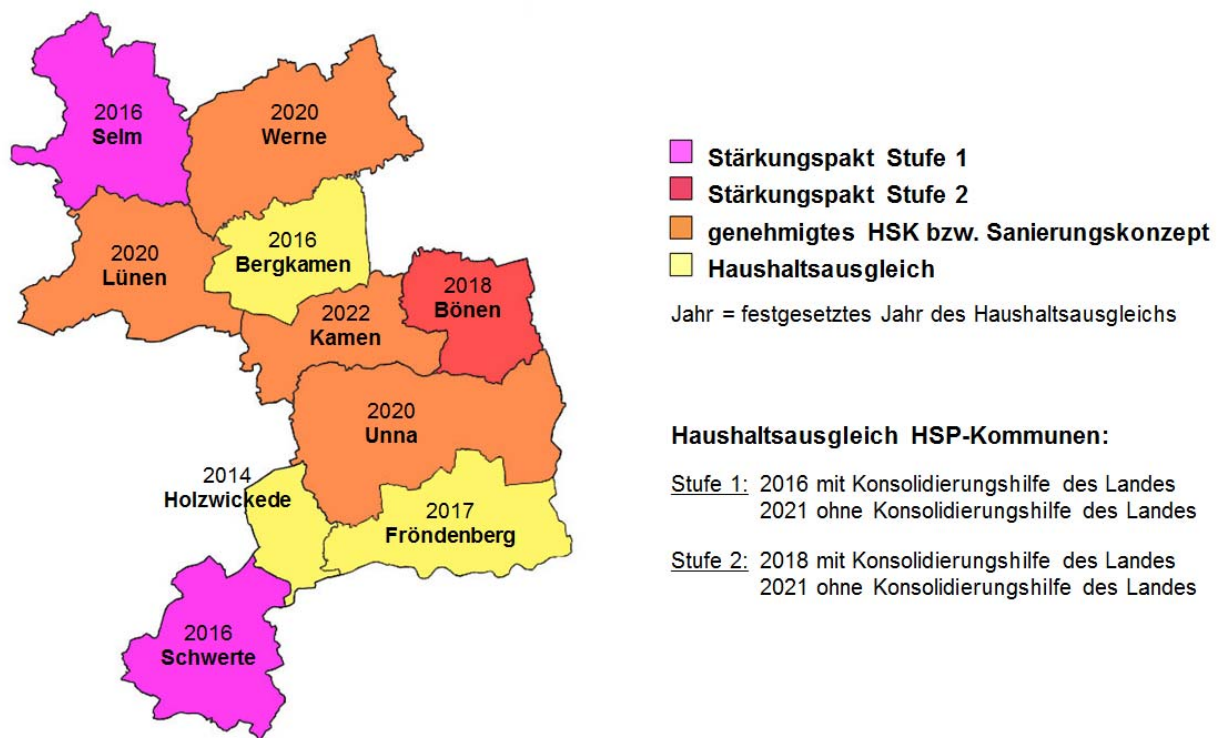 2016
Selm
2020
Werne
2020
Lünen
2016
Bergkamen
2018
Bönen
2022
Kamen
2020
Unna
2014
Holzwickede
2017
Fröndenberg
2016
Schwerte
Stärkungspakt Stufe 1
Stärkungspakt Stufe 2
genehmigtes HSK bzw. Sanierungskonzept
Haushaltsausgleich
Jahr = festgesetztes Jahr des Haushaltsausgleichs
Haushaltsausgleich HSP-Kommunen:
Stufe 1: 2016 mit Konsolidierungshilfe des Landes
2021 ohne Konsolidierungshilfe des Landes
Stufe 2: 2018 mit Konsolidierungshilfe des Landes
2021 ohne Konsolidierungshilfe des Landes